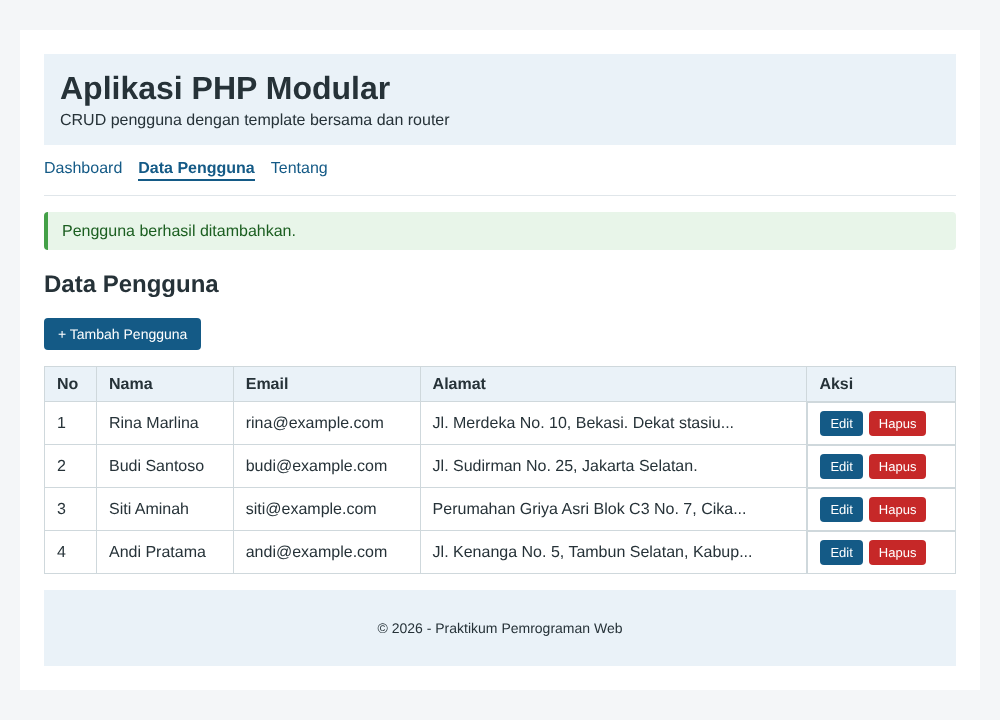 Aplikasi PHP Modular
CRUD pengguna dengan template bersama dan router
Dashboard Data Pengguna Tentang
Pengguna berhasil ditambahkan.
Data Pengguna
+ Tambah Pengguna
No Nama Email Alamat Aksi
1 Rina Marlina rina@example.com Jl. Merdeka No. 10, Bekasi. Dekat stasiu... Edit Hapus
2 Budi Santoso budi@example.com Jl. Sudirman No. 25, Jakarta Selatan. Edit Hapus
3 Siti Aminah siti@example.com Perumahan Griya Asri Blok C3 No. 7, Cika... Edit Hapus
4 Andi Pratama andi@example.com Jl. Kenanga No. 5, Tambun Selatan, Kabup... Edit Hapus
© 2026 - Praktikum Pemrograman Web